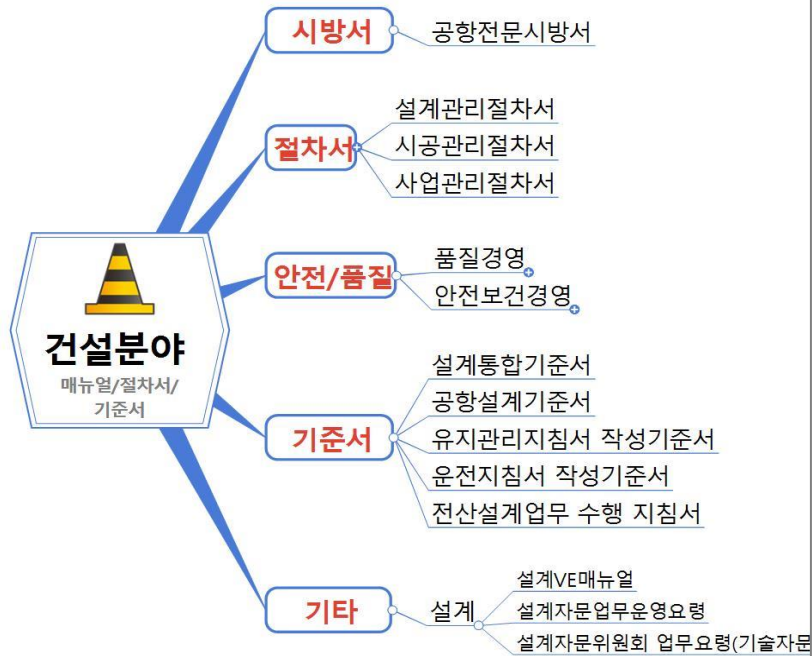 시방서
공항전문시방서
절차서
설계관리절차서
시공관리절차서
사업관리절차서
안전/품질
품질경영
안전보건경영
건설분야
매뉴얼/절차서/
기준서
기준서
설계통합기준서
공항설계기준서
유지관리지침서 작성기준서
운전지침서 작성기준서
전산설계업무 수행 지침서
기타
설계
설계VE매뉴얼
설계자문업무운영요령
설계자문위원회 업무요령(기술자문